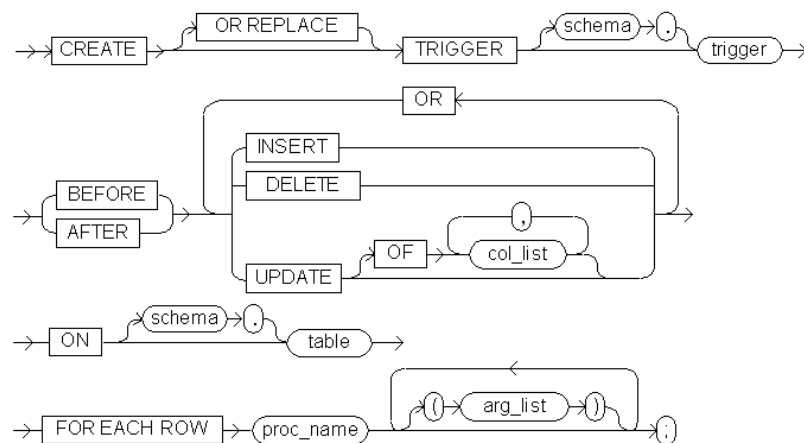 OR REPLACE schema .
CREATE TRIGGER trigger
OR
INSERT
BEFORE DELETE
AFTER ,
OF col_list
UPDATE
schema .
ON table
( arg_list )
FOR EACH ROW proc_name ;